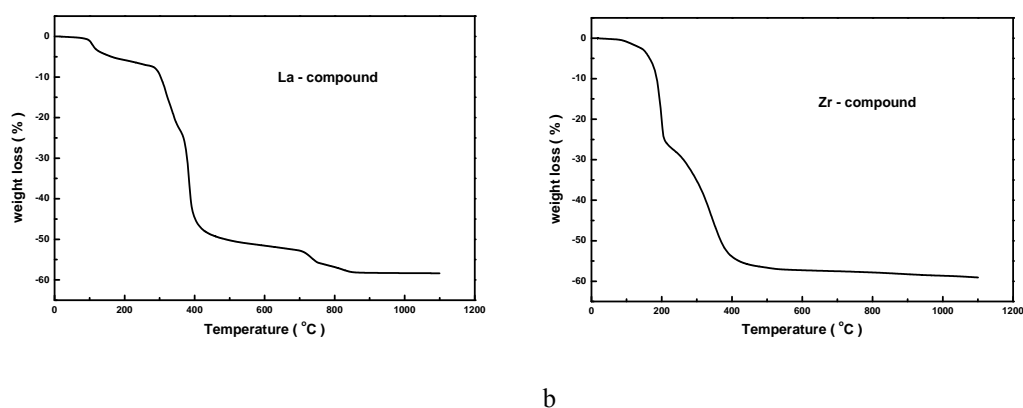 0
-10
-20
-30
-40
-50
-60
weight loss ( % )
La - compound
0 200 400 600 800 1000 1200
Temperature ( °C )
0
-10
-20
-30
-40
-50
-60
weight loss ( % )
Zr - compound
0 200 400 600 800 1000 1200
Temperature ( °C )
b